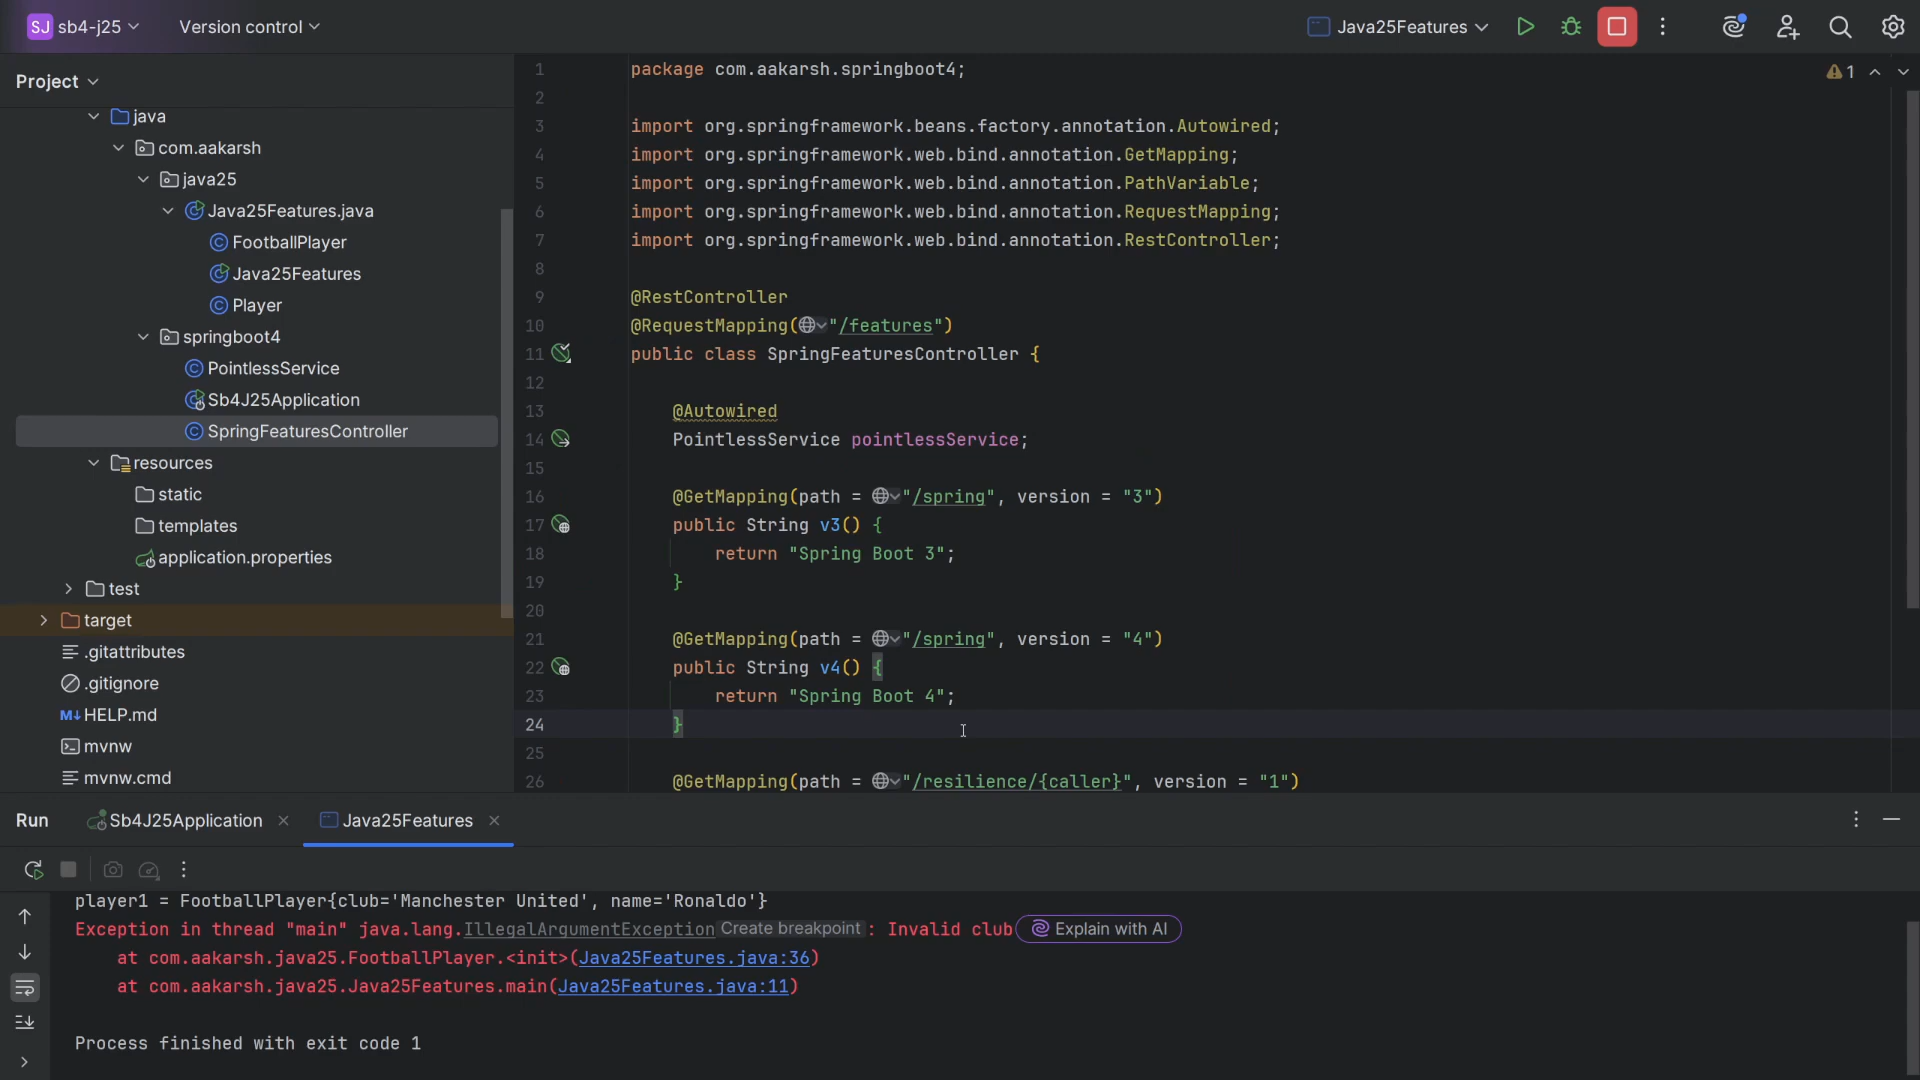 SJ sb4-j25 Version control Java25Features
Project
java
com.aakarsh
java25
Java25Features.java
FootballPlayer
Java25Features
Player
springboot4
PointlessService
Sb4J25Application
SpringFeaturesController
resources
static
templates
application.properties
test
target
.gitattributes
.gitignore
M↓ HELP.md
mvnw
mvnw.cmd
1 package com.aakarsh.springboot4;
2
3 import org.springframework.beans.factory.annotation.Autowired;
4 import org.springframework.web.bind.annotation.GetMapping;
5 import org.springframework.web.bind.annotation.PathVariable;
6 import org.springframework.web.bind.annotation.RequestMapping;
7 import org.springframework.web.bind.annotation.RestController;
8
9 @RestController
10 @RequestMapping("/features")
11 public class SpringFeaturesController {
12
13 @Autowired
14 PointlessService pointlessService;
15
16 @GetMapping(path = "/spring", version = "3")
17 public String v3() {
18 return "Spring Boot 3";
19 }
20
21 @GetMapping(path = "/spring", version = "4")
22 public String v4() {
23 return "Spring Boot 4";
24 }
25
26 @GetMapping(path = "/resilience/{caller}", version = "1")
1
Run Sb4J25Application Java25Features
player1 = FootballPlayer{club='Manchester United', name='Ronaldo'}
Exception in thread "main" java.lang.IllegalArgumentException Create breakpoint : Invalid club Explain with AI
at com.aakarsh.java25.FootballPlayer.<init>(Java25Features.java:36)
at com.aakarsh.java25.Java25Features.main(Java25Features.java:11)
Process finished with exit code 1